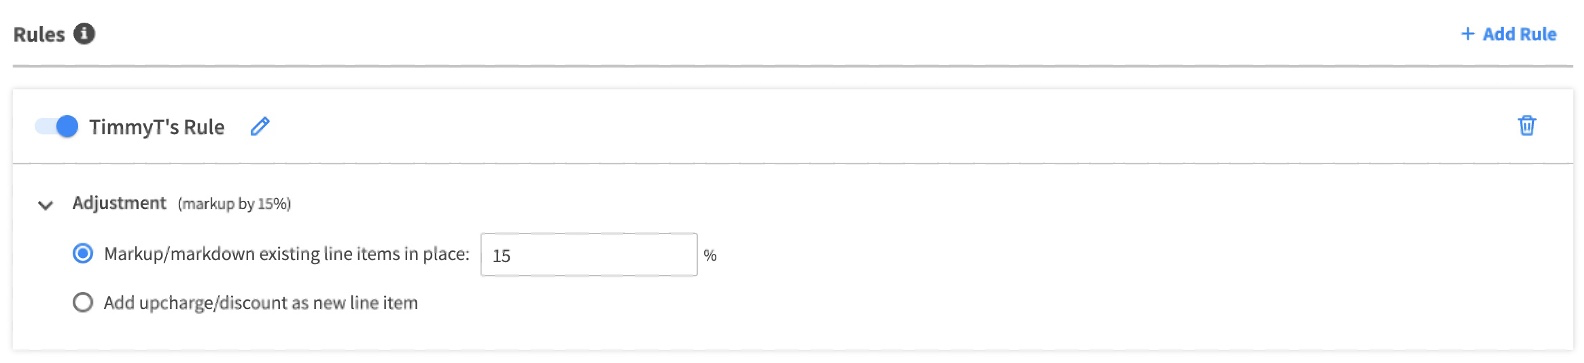 Rules
+ Add Rule
TimmyT's Rule
Adjustment (markup by 15%)
Markup/markdown existing line items in place: 15 %
Add upcharge/discount as new line item